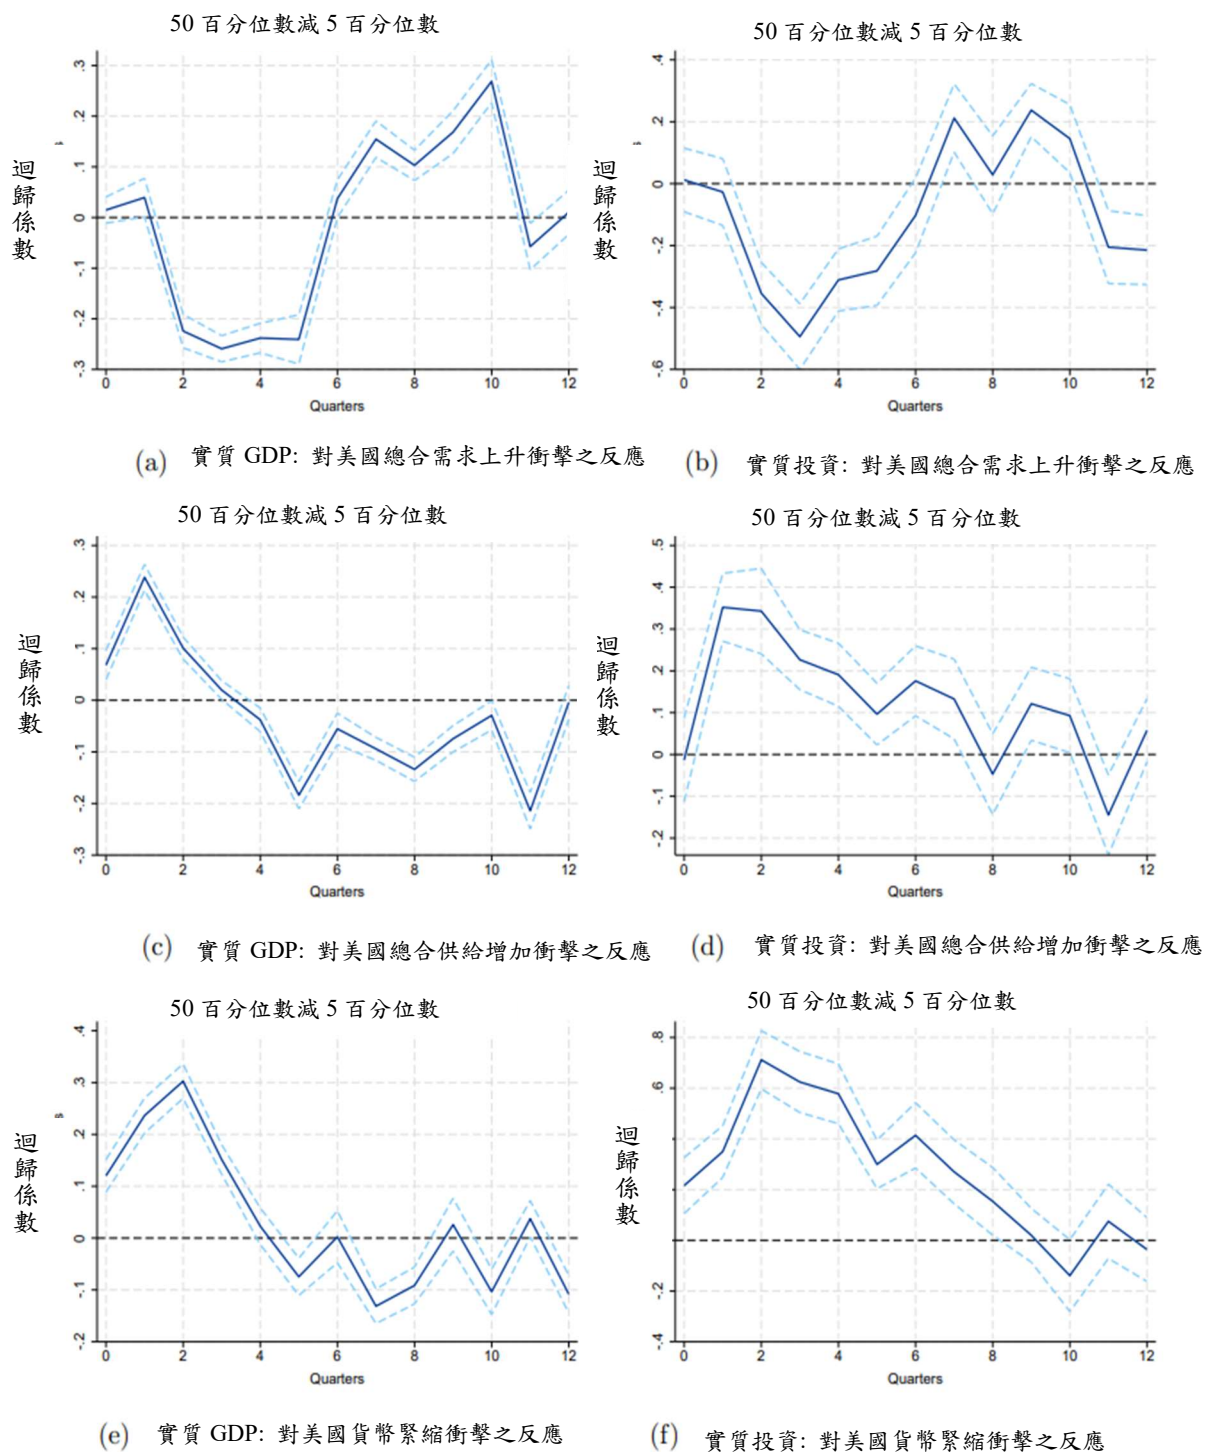 50 百分位數減 5 百分位數
迴歸係數
.3
.2
.1
0
-.1
-.2
-.3
0 2 4 6 8 10 12
Quarters
(a) 實質 GDP: 對美國總合需求上升衝擊之反應
50 百分位數減 5 百分位數
迴歸係數
.4
.2
0
-.2
-.4
-.6
0 2 4 6 8 10 12
Quarters
(b) 實質投資: 對美國總合需求上升衝擊之反應
50 百分位數減 5 百分位數
迴歸係數
.3
.2
.1
0
-.1
-.2
-.3
0 2 4 6 8 10 12
Quarters
(c) 實質 GDP: 對美國總合供給增加衝擊之反應
50 百分位數減 5 百分位數
迴歸係數
.5
.4
.3
.2
.1
0
-.1
-.2
0 2 4 6 8 10 12
Quarters
(d) 實質投資: 對美國總合供給增加衝擊之反應
50 百分位數減 5 百分位數
迴歸係數
.4
.3
.2
.1
0
-.1
-.2
0 2 4 6 8 10 12
Quarters
(e) 實質 GDP: 對美國貨幣緊縮衝擊之反應
50 百分位數減 5 百分位數
迴歸係數
.8
.6
-.2
-.4
0 2 4 6 8 10 12
Quarters
(f) 實質投資: 對美國貨幣緊縮衝擊之反應